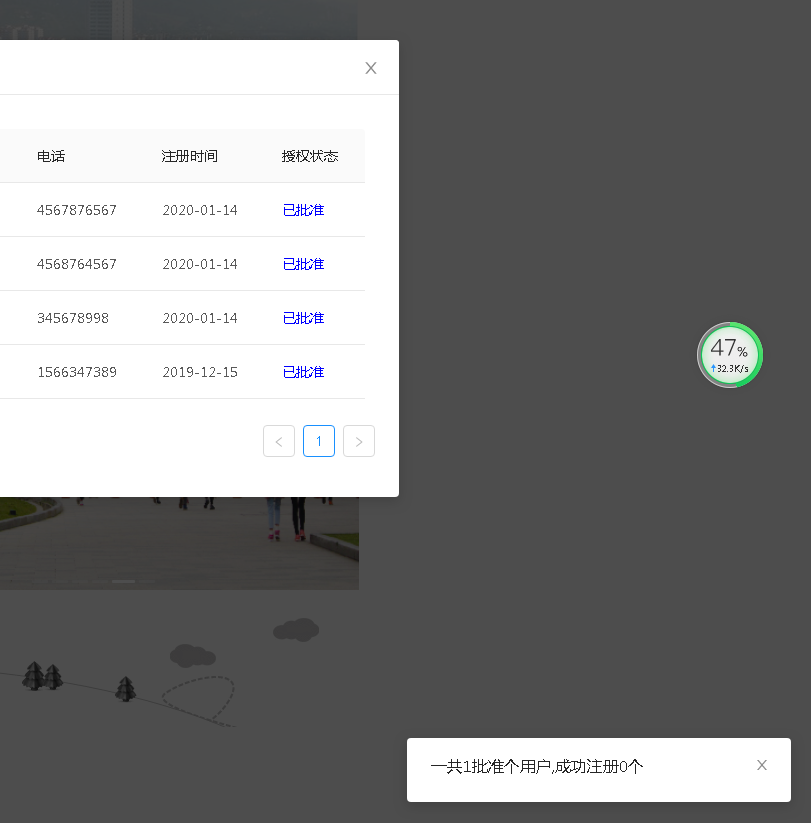 电话 注册时间 授权状态
4567876567 2020-01-14 已批准
4568764567 2020-01-14 已批准
345678998 2020-01-14 已批准
1566347389 2019-12-15 已批准
1
47%
32.3K/s
一共1批准个用户,成功注册0个